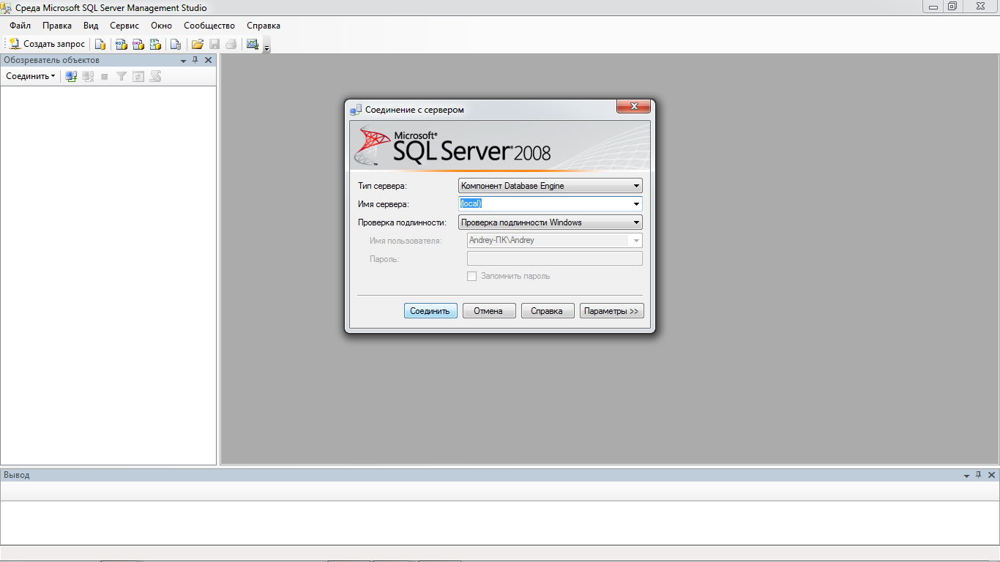 Среда Microsoft SQL Server Management Studio
Файл Правка Вид Сервис Окно Сообщество Справка
Создать запрос
Обозреватель объектов
Соединить
Соединение с сервером
Microsoft®
SQL Server® 2008
Тип сервера: Компонент Database Engine
Имя сервера: (local)
Проверка подлинности: Проверка подлинности Windows
Имя пользователя: Andrey-ПК\Andrey
Пароль:
Запомнить пароль
Соединить Отмена Справка Параметры >>
Вывод